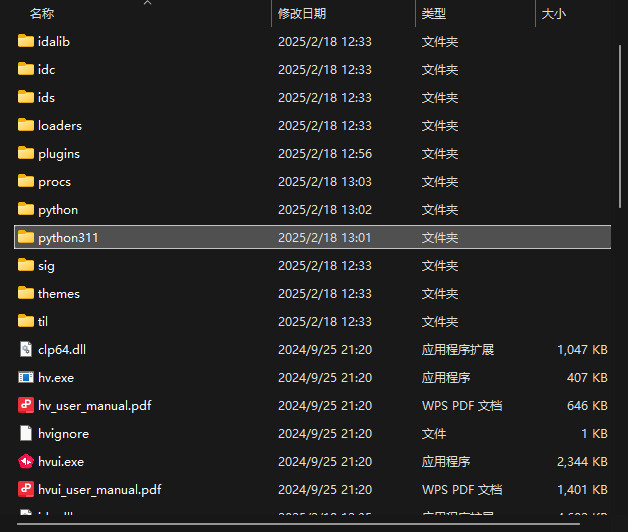 名称 修改日期 类型 大小
idalib 2025/2/18 12:33 文件夹
idc 2025/2/18 12:33 文件夹
ids 2025/2/18 12:33 文件夹
loaders 2025/2/18 12:33 文件夹
plugins 2025/2/18 12:56 文件夹
procs 2025/2/18 13:03 文件夹
python 2025/2/18 13:02 文件夹
python311 2025/2/18 13:01 文件夹
sig 2025/2/18 12:33 文件夹
themes 2025/2/18 12:33 文件夹
til 2025/2/18 12:33 文件夹
clp64.dll 2024/9/25 21:20 应用程序扩展 1,047 KB
hv.exe 2024/9/25 21:20 应用程序 407 KB
hv_user_manual.pdf 2024/9/25 21:20 WPS PDF 文档 646 KB
hvignore 2024/9/25 21:20 文件 1 KB
hvui.exe 2024/9/25 21:20 应用程序 2,344 KB
hvui_user_manual.pdf 2024/9/25 21:20 WPS PDF 文档 1,401 KB